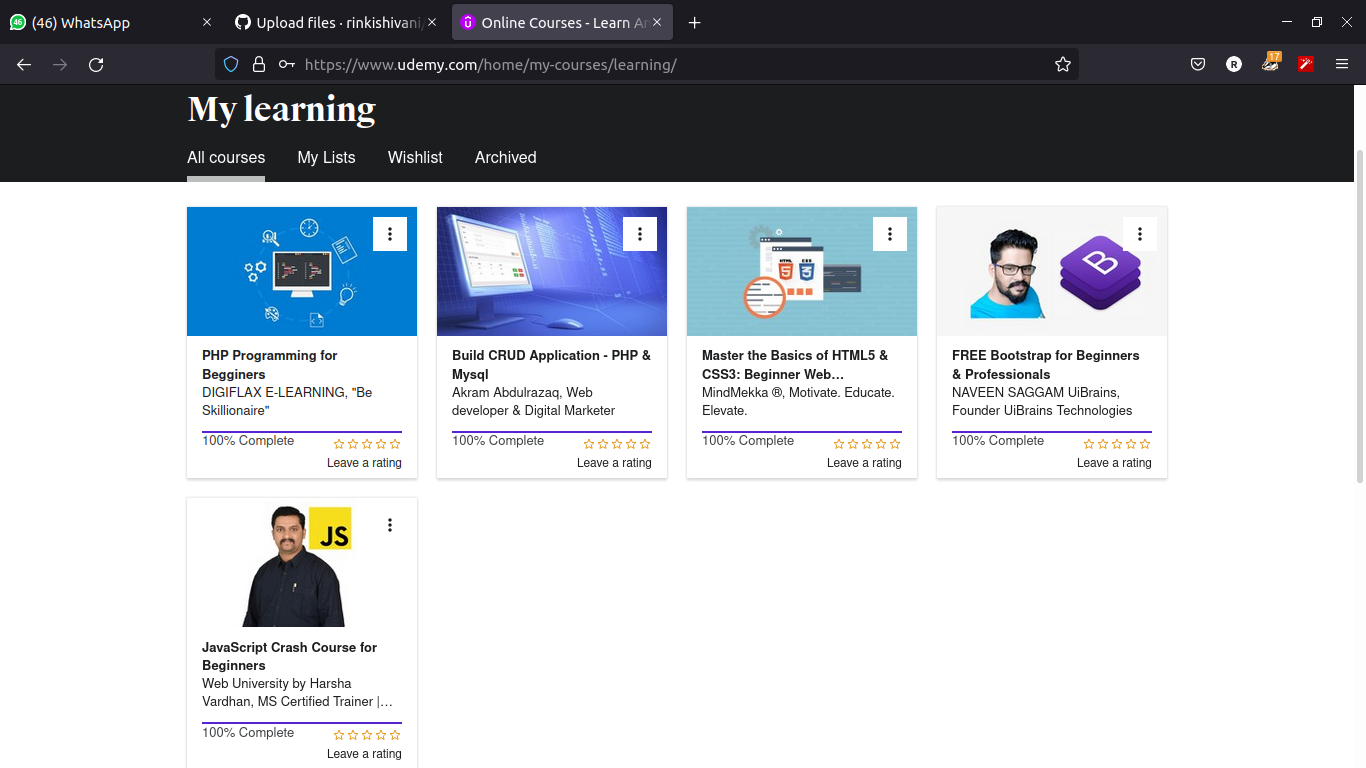 (46) WhatsApp
Upload files · rinkishivani/
Online Courses - Learn An
https://www.udemy.com/home/my-courses/learning/
R
17
My learning
All courses
My Lists
Wishlist
Archived
PHP Programming for
Begginers
DIGIFLAX E-LEARNING, "Be
Skillionaire"
100% Complete
Leave a rating
Build CRUD Application - PHP &
Mysql
Akram Abdulrazaq, Web
developer & Digital Marketer
100% Complete
Leave a rating
HTML
CSS
5
3
Master the Basics of HTML5 &
CSS3: Beginner Web…
MindMekka ®, Motivate. Educate.
Elevate.
100% Complete
Leave a rating
B
FREE Bootstrap for Beginners
& Professionals
NAVEEN SAGGAM UiBrains,
Founder UiBrains Technologies
100% Complete
Leave a rating
JS
JavaScript Crash Course for
Beginners
Web University by Harsha
Vardhan, MS Certified Trainer |…
100% Complete
Leave a rating